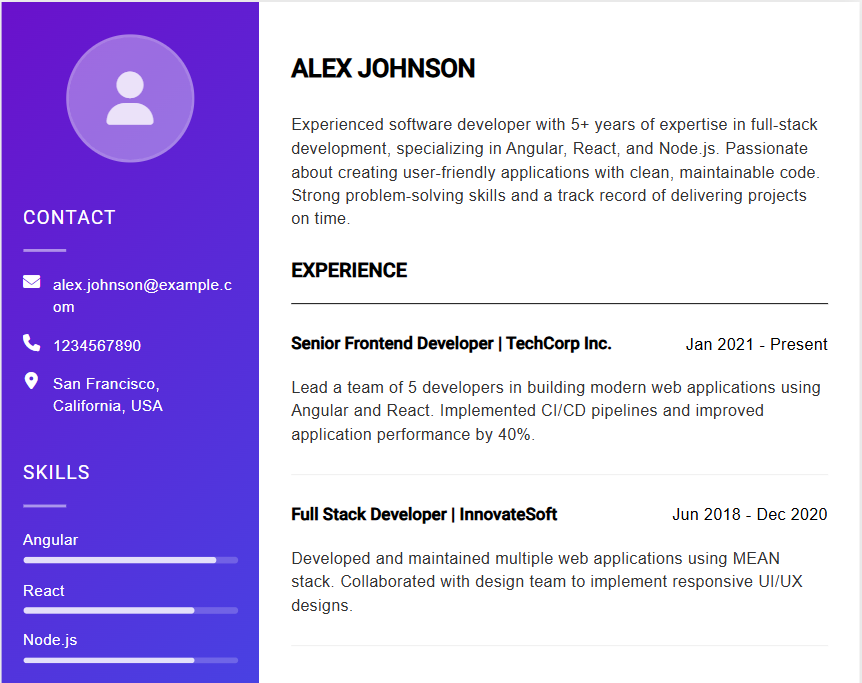 CONTACT
alex.johnson@example.c
om
1234567890
San Francisco,
California, USA
SKILLS
Angular
React
Node.js
ALEX JOHNSON
Experienced software developer with 5+ years of expertise in full-stack
development, specializing in Angular, React, and Node.js. Passionate
about creating user-friendly applications with clean, maintainable code.
Strong problem-solving skills and a track record of delivering projects
on time.
EXPERIENCE
Senior Frontend Developer | TechCorp Inc. Jan 2021 - Present
Lead a team of 5 developers in building modern web applications using
Angular and React. Implemented CI/CD pipelines and improved
application performance by 40%.
Full Stack Developer | InnovateSoft Jun 2018 - Dec 2020
Developed and maintained multiple web applications using MEAN
stack. Collaborated with design team to implement responsive UI/UX
designs.